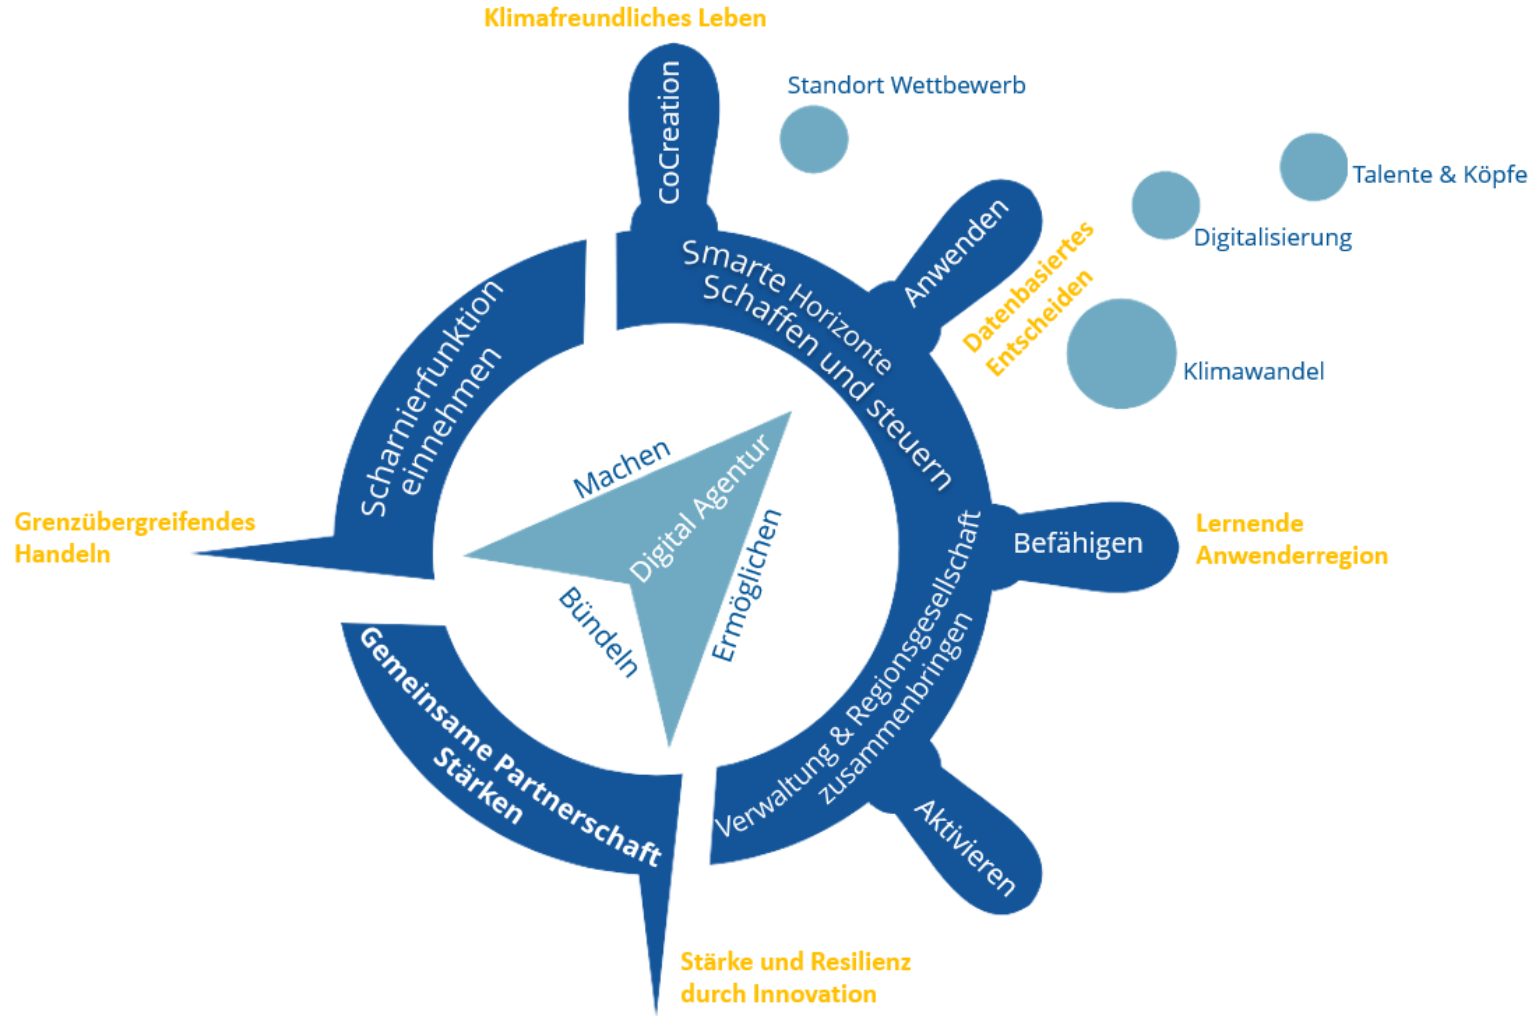 Klimafreundliches Leben
CoCreation
Standort Wettbewerb
Talente & Köpfe
Digitalisierung
Anwenden
Datenbasiertes
Entscheiden
Klimawandel
Smarte Horizonte
Schaffen und steuern
Scharnierfunktion
einnehmen
Machen
Digital Agentur
Ermöglichen
Bündeln
Grenzübergreifendes
Handeln
Befähigen
Lernende
Anwenderregion
Verwaltung & Regionsgesellschaft
zusammenbringen
Gemeinsame Partnerschaft
Stärken
Aktivieren
Stärke und Resilienz
durch Innovation